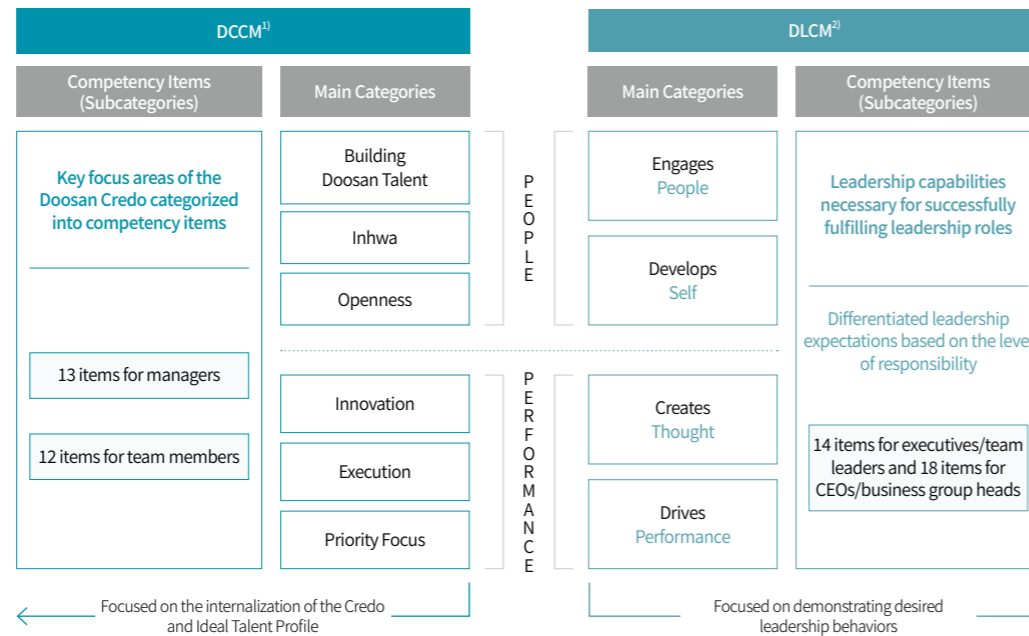 DCCM1)
DLCM2)
Competency Items
(Subcategories)
Main Categories
Main Categories
Competency Items
(Subcategories)
Key focus areas of the
Doosan Credo categorized
into competency items
13 items for managers
12 items for team members
Building
Doosan Talent
Inhwa
Openness
Innovation
Execution
Priority Focus
PEOPLE
PERFORMANCE
Engages
People
Develops
Self
Creates
Thought
Drives
Performance
Leadership capabilities
necessary for successfully
fulfilling leadership roles
Differentiated leadership
expectations based on the level
of responsibility
14 items for executives/team
leaders and 18 items for
CEOs/business group heads
Focused on the internalization of the Credo
and Ideal Talent Profile
Focused on demonstrating desired
leadership behaviors